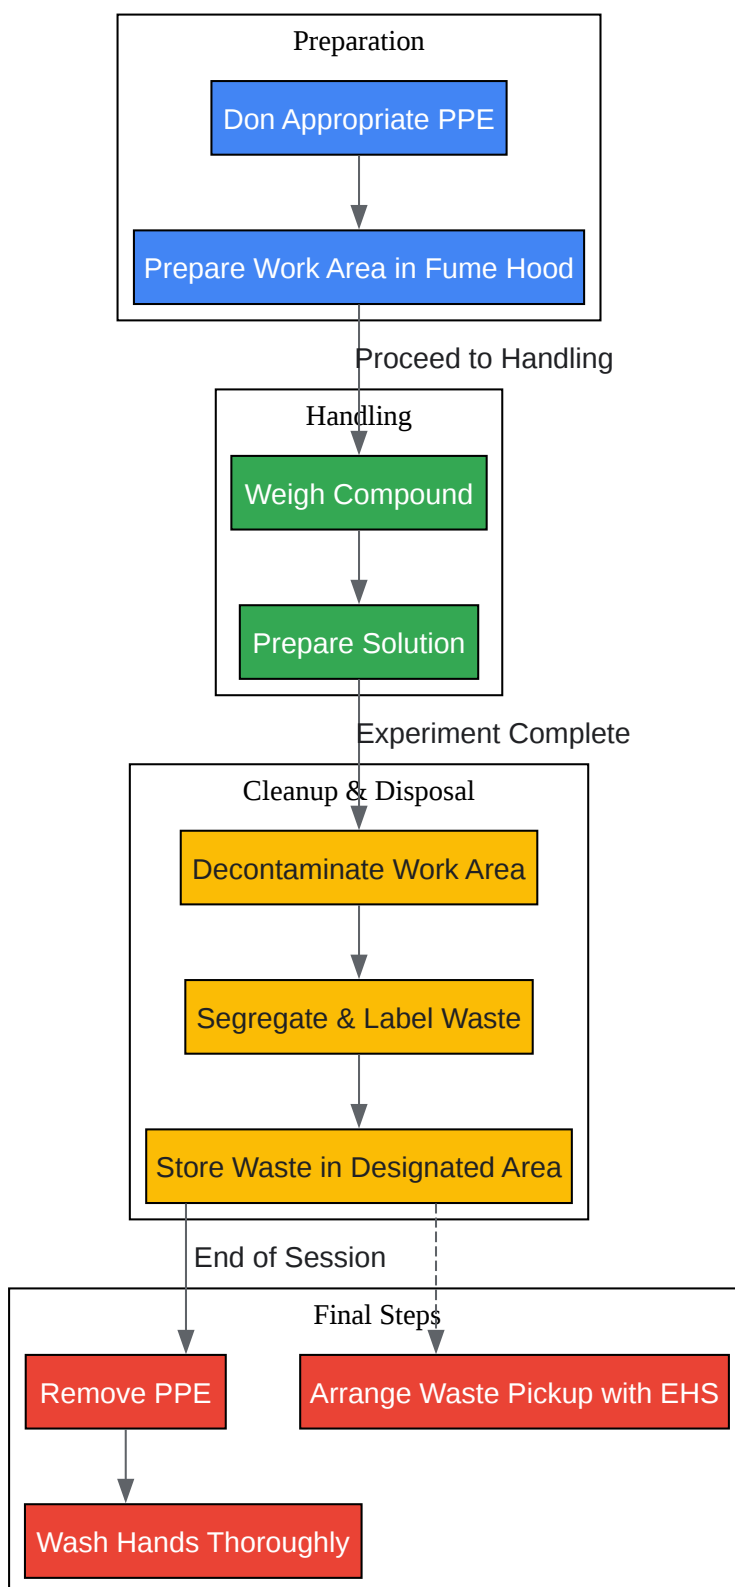 Preparation
Don Appropriate PPE
Prepare Work Area in Fume Hood
Proceed to Handling
Handling
Weigh Compound
Prepare Solution
Experiment Complete
Cleanup & Disposal
Decontaminate Work Area
Segregate & Label Waste
Store Waste in Designated Area
End of Session
Final Steps
Remove PPE
Arrange Waste Pickup with EHS
Wash Hands Thoroughly